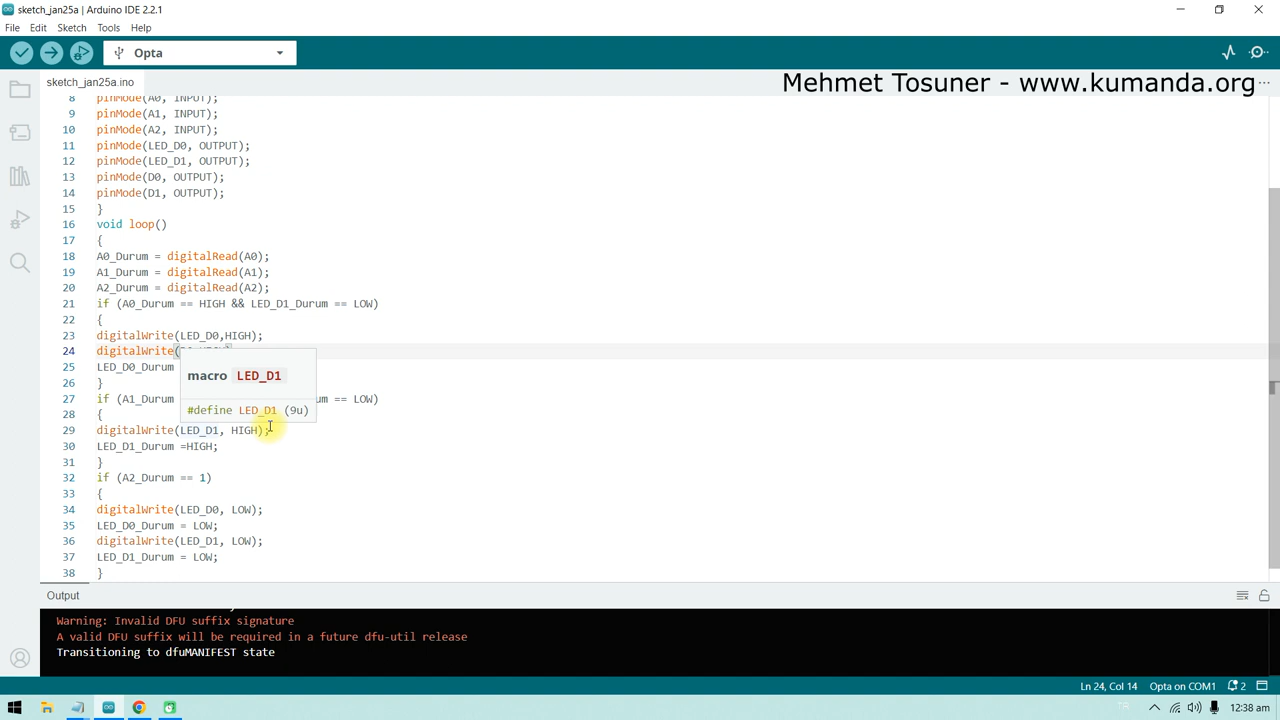 sketch_jan25a | Arduino IDE 2.2.1
File Edit Sketch Tools Help
Opta
sketch_jan25a.ino
Mehmet Tosuner - www.kumanda.org
8 pinMode(A0, INPUT);
9 pinMode(A1, INPUT);
10 pinMode(A2, INPUT);
11 pinMode(LED_D0, OUTPUT);
12 pinMode(LED_D1, OUTPUT);
13 pinMode(D0, OUTPUT);
14 pinMode(D1, OUTPUT);
15 }
16 void loop()
17 {
18 A0_Durum = digitalRead(A0);
19 A1_Durum = digitalRead(A1);
20 A2_Durum = digitalRead(A2);
21 if (A0_Durum == HIGH && LED_D1_Durum == LOW)
22 {
23 digitalWrite(LED_D0,HIGH);
24 digitalWrite(
25 LED_D0_Durum
26 }
27 if (A1_Durum um == LOW)
macro LED_D1
#define LED_D1 (9u)
28 {
29 digitalWrite(LED_D1, HIGH);
30 LED_D1_Durum =HIGH;
31 }
32 if (A2_Durum == 1)
33 {
34 digitalWrite(LED_D0, LOW);
35 LED_D0_Durum = LOW;
36 digitalWrite(LED_D1, LOW);
37 LED_D1_Durum = LOW;
38 }
Output
Warning: Invalid DFU suffix signature
A valid DFU suffix will be required in a future dfu-util release
Transitioning to dfuMANIFEST state
Ln 24, Col 14 Opta on COM1 2
12:38 am